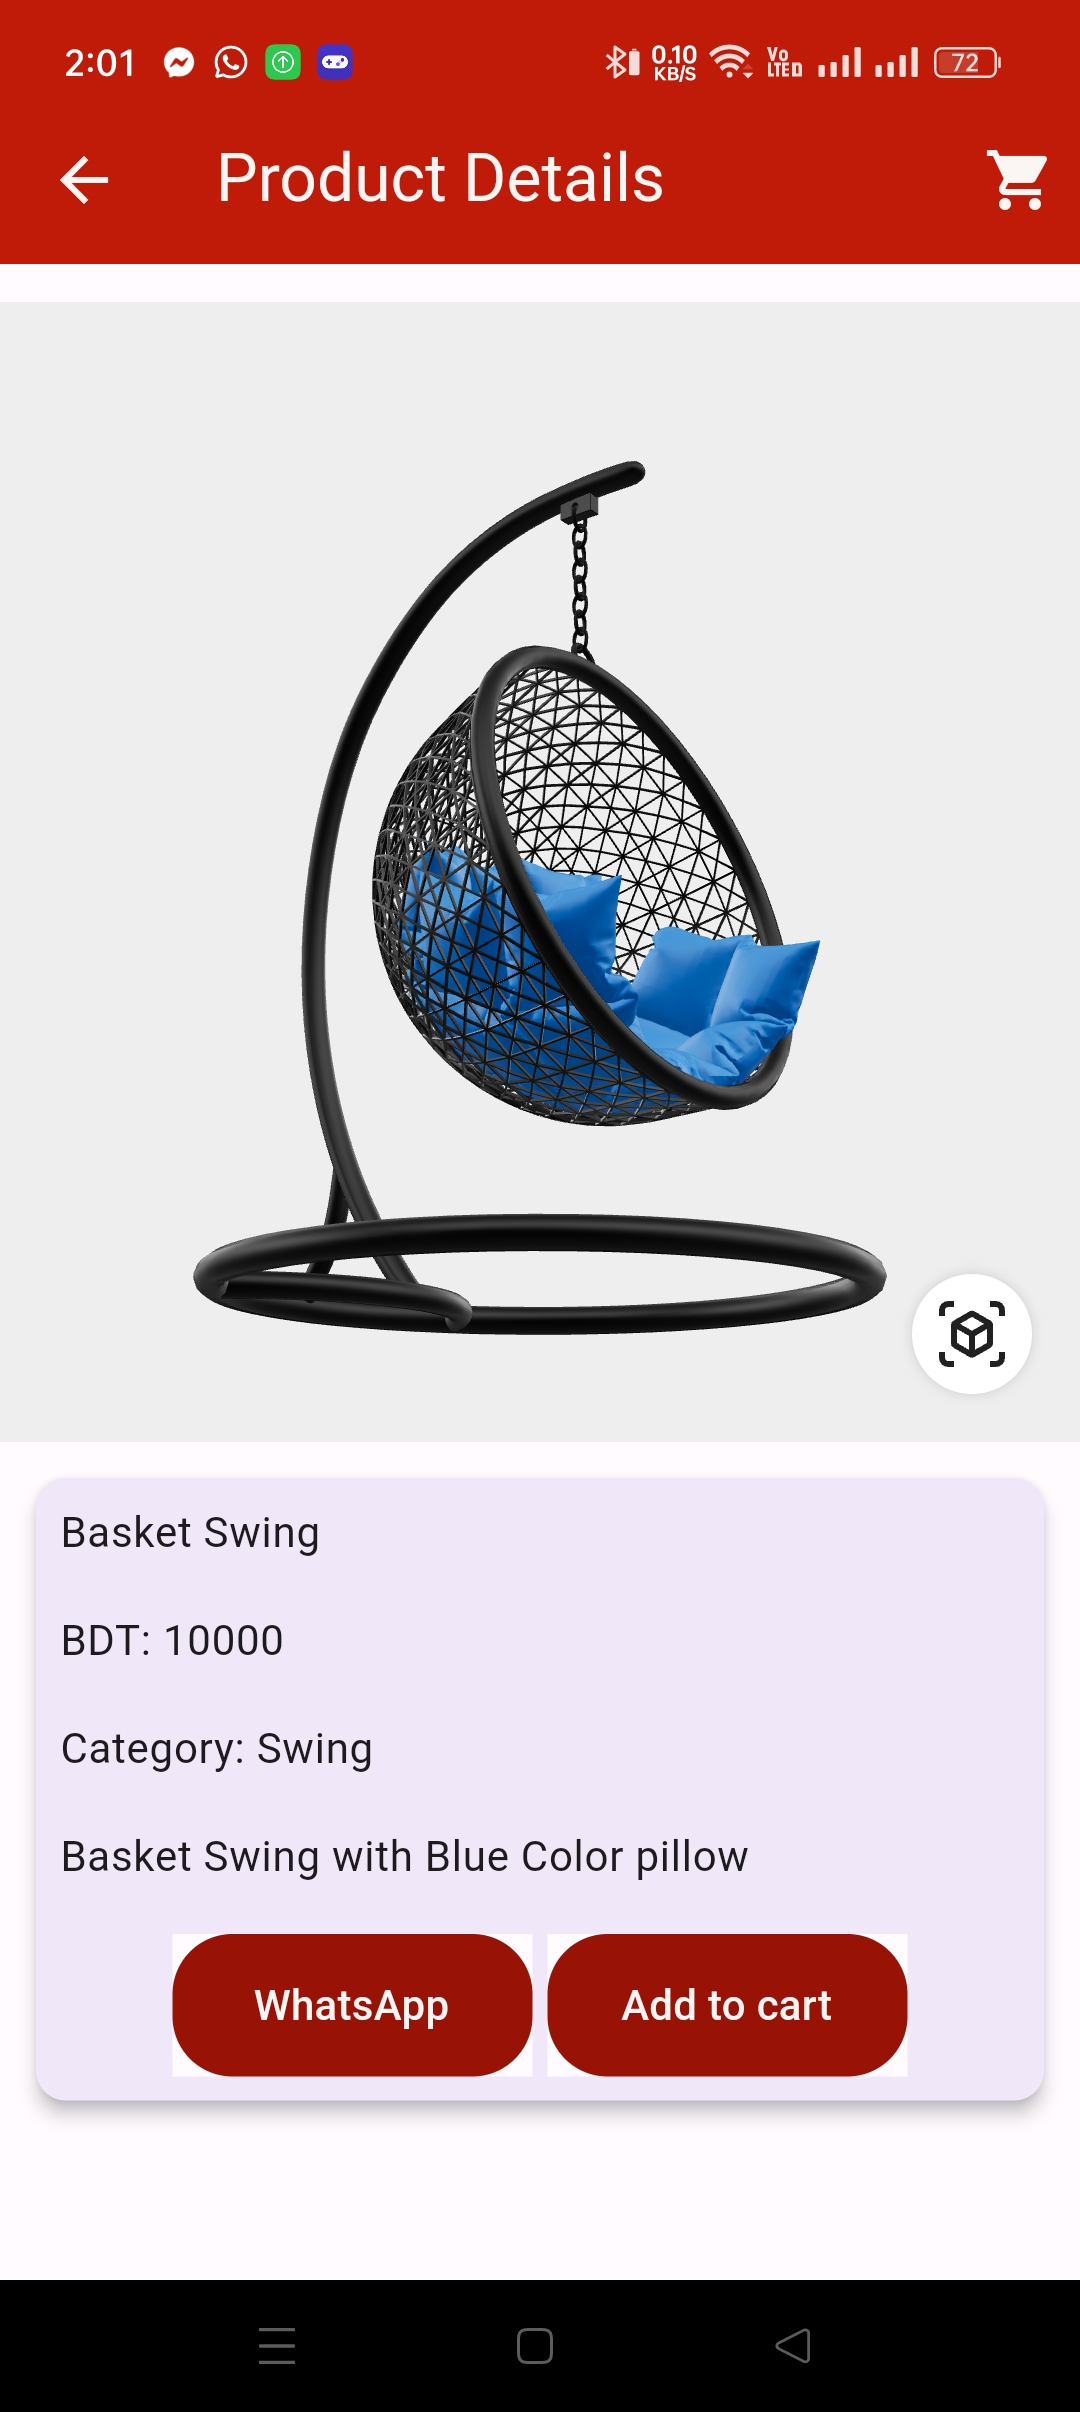 2:01 0.10 KB/S Vo LTED 72
Product Details
Basket Swing
BDT: 10000
Category: Swing
Basket Swing with Blue Color pillow
WhatsApp Add to cart